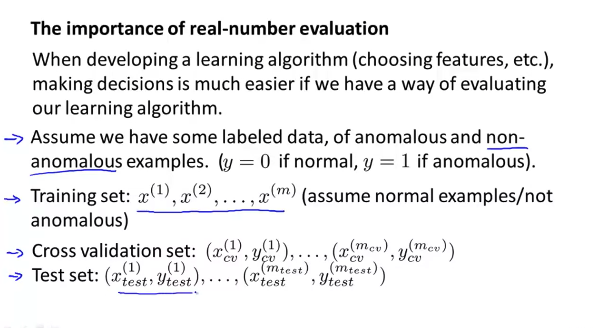 The importance of real-number evaluation
When developing a learning algorithm (choosing features, etc.),
making decisions is much easier if we have a way of evaluating
our learning algorithm.
→ Assume we have some labeled data, of anomalous and non-
anomalous examples. (y = 0 if normal, y = 1 if anomalous).
→ Training set: x^{(1)}, x^{(2)}, . . . , x^{(m)} (assume normal examples/not
anomalous)
→ Cross validation set: (x_{cv}^{(1)}, y_{cv}^{(1)}), . . . , (x_{cv}^{(m_{cv})}, y_{cv}^{(m_{cv})})
→ Test set: (x_{test}^{(1)}, y_{test}^{(1)}), . . . , (x_{test}^{(m_{test})}, y_{test}^{(m_{test})})